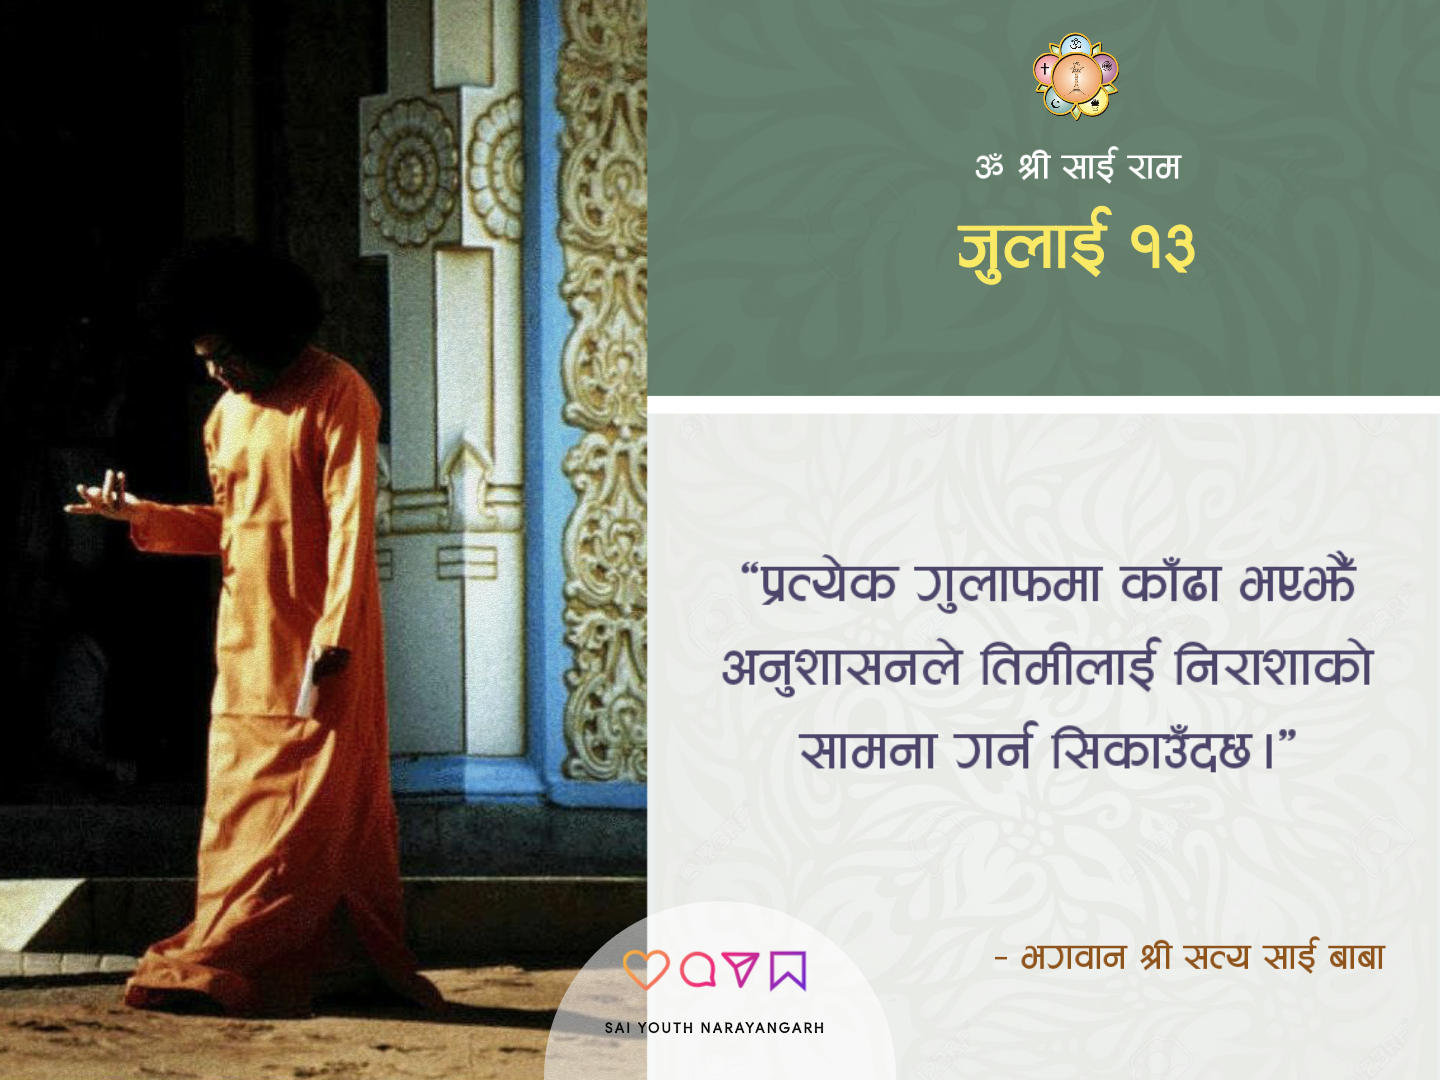 ॐ श्री साई राम
जुलाई १३
“प्रत्येक गुलाफमा काँढा भएझैँ
अनुशासनले तिमीलाई निराशाको
सामना गर्न सिकाउँदछ।”
- भगवान श्री सत्य साई बाबा
SAI YOUTH NARAYANGARH